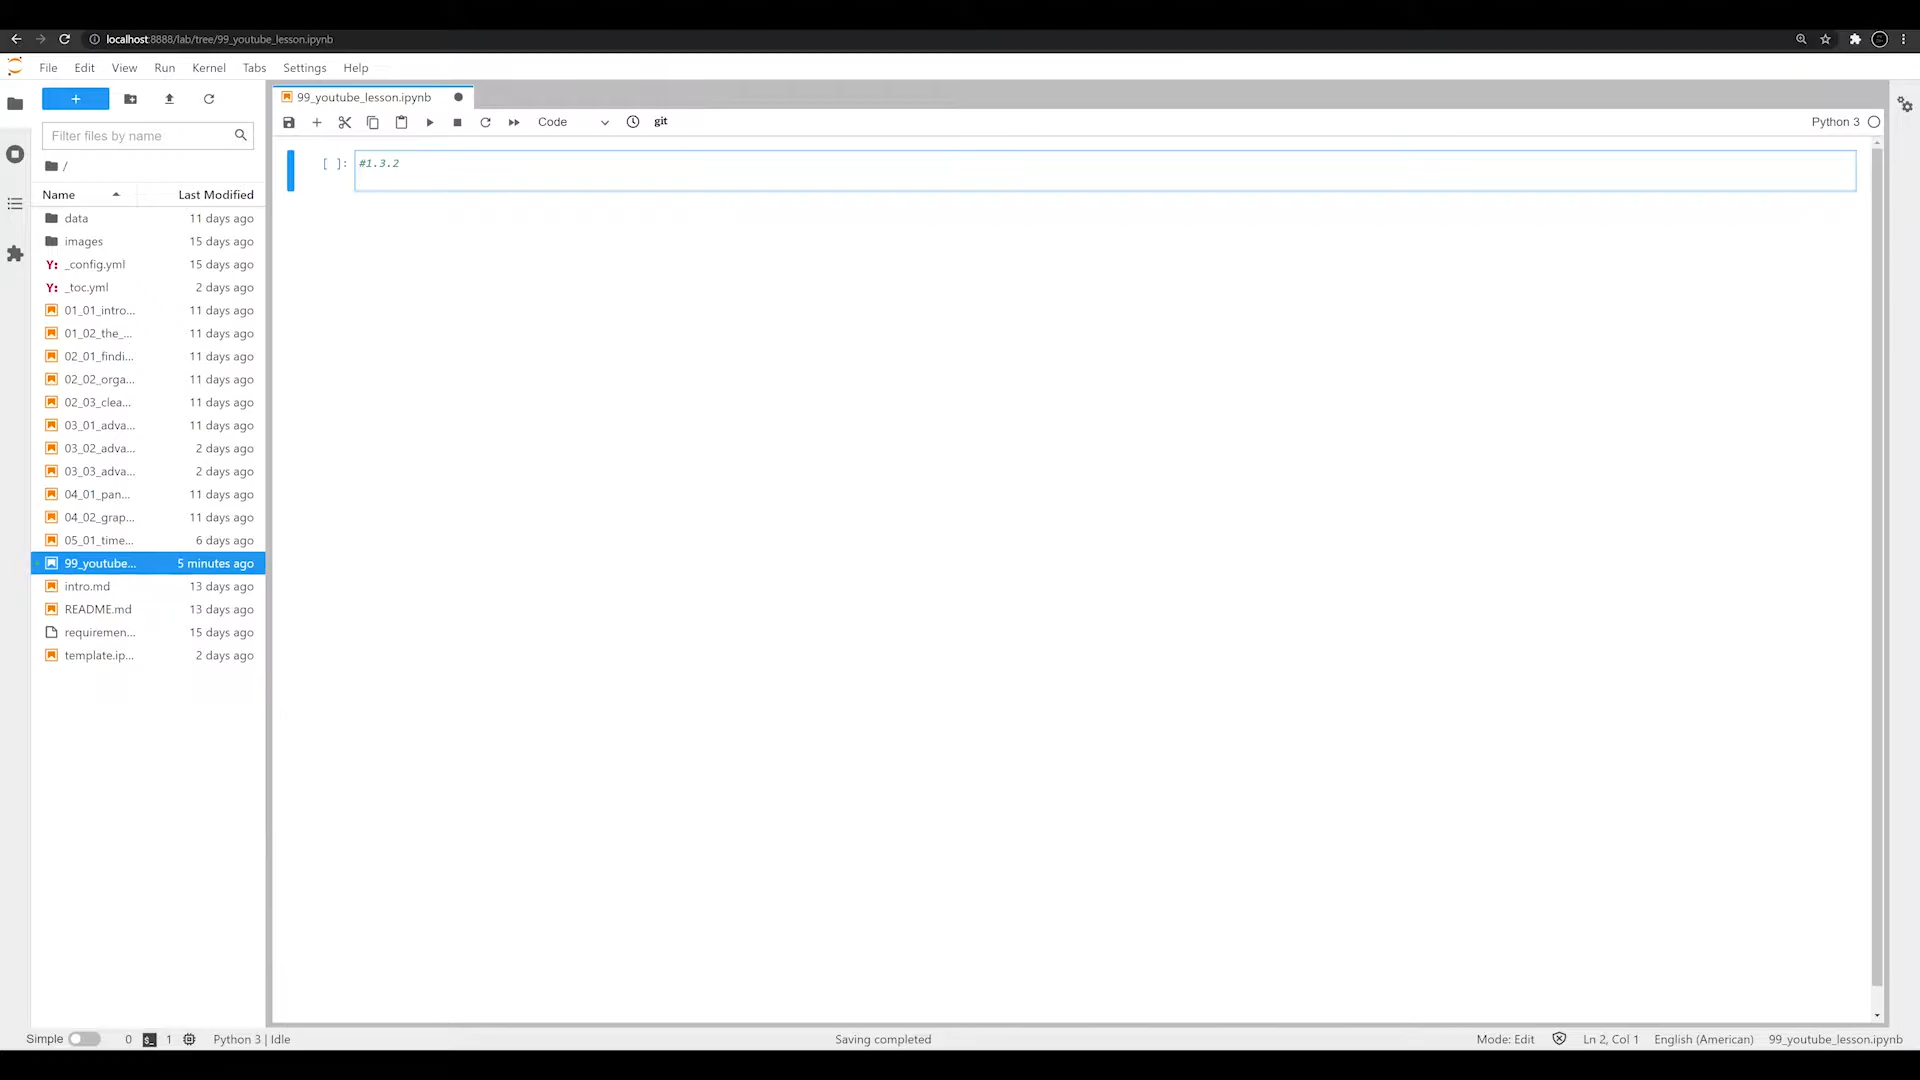 localhost:8888/lab/tree/99_youtube_lesson.ipynb
File Edit View Run Kernel Tabs Settings Help
+
99_youtube_lesson.ipynb
Filter files by name
Code
git
Python 3
/
[ ]: #1.3.2
Name Last Modified
data 11 days ago
images 15 days ago
Y: _config.yml 15 days ago
Y: _toc.yml 2 days ago
01_01_intro... 11 days ago
01_02_the_... 11 days ago
02_01_findi... 11 days ago
02_02_orga... 11 days ago
02_03_clea... 11 days ago
03_01_adva... 11 days ago
03_02_adva... 2 days ago
03_03_adva... 2 days ago
04_01_pan... 11 days ago
04_02_grap... 11 days ago
05_01_time... 6 days ago
99_youtube... 5 minutes ago
intro.md 13 days ago
README.md 13 days ago
requiremen... 15 days ago
template.ip... 2 days ago
Simple 0 $_ 1 Python 3 | Idle Saving completed Mode: Edit Ln 2, Col 1 English (American) 99_youtube_lesson.ipynb